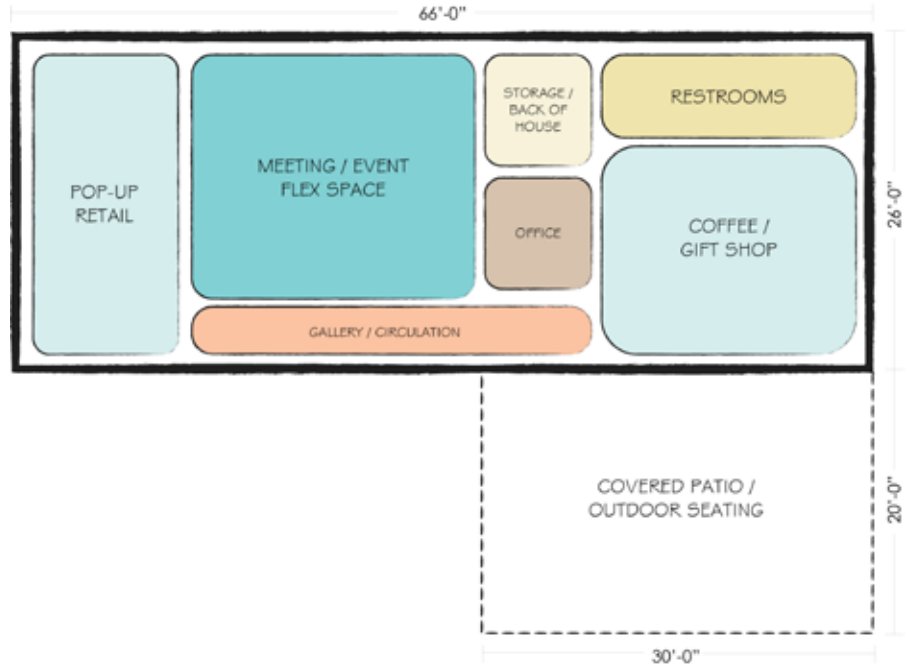 66'-0"
POP-UP
RETAIL
MEETING / EVENT
FLEX SPACE
STORAGE /
BACK OF
HOUSE
OFFICE
GALLERY / CIRCULATION
RESTROOMS
COFFEE /
GIFT SHOP
26'-0"
COVERED PATIO /
OUTDOOR SEATING
20'-0"
30'-0"